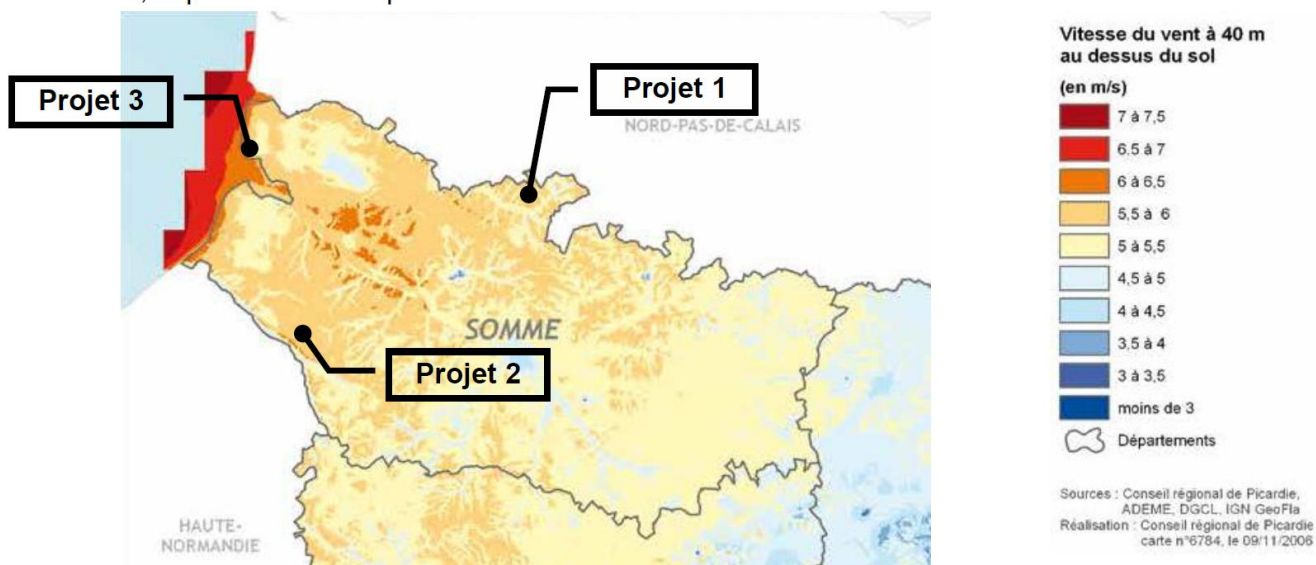 Projet 3
Projet 1
NORD-PAS-DE-CALAIS
SOMME
Projet 2
HAUTE-
NORMANDIE
Vitesse du vent à 40 m
au dessus du sol
(en m/s)
7 à 7,5
6,5 à 7
6 à 6,5
5,5 à 6
5 à 5,5
4,5 à 5
4 à 4,5
3,5 à 4
3 à 3,5
moins de 3
Départements
Sources : Conseil régional de Picardie,
ADEME, DGCL, IGN GeoFla
Réalisation : Conseil régional de Picardie
carte n°6784, le 09/11/2006